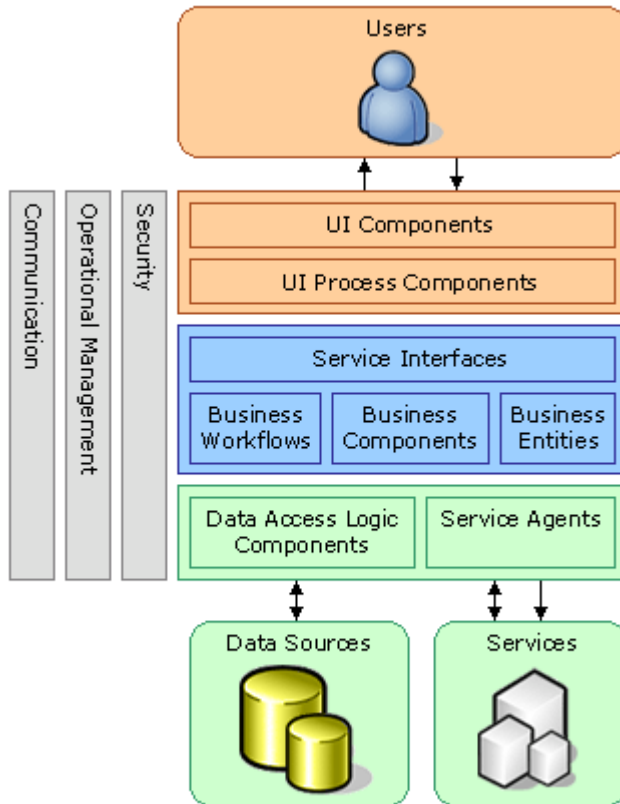 Users
Communication
Operational Management
Security
UI Components
UI Process Components
Service Interfaces
Business
Workflows
Business
Components
Business
Entities
Data Access Logic
Components
Service Agents
Data Sources
Services